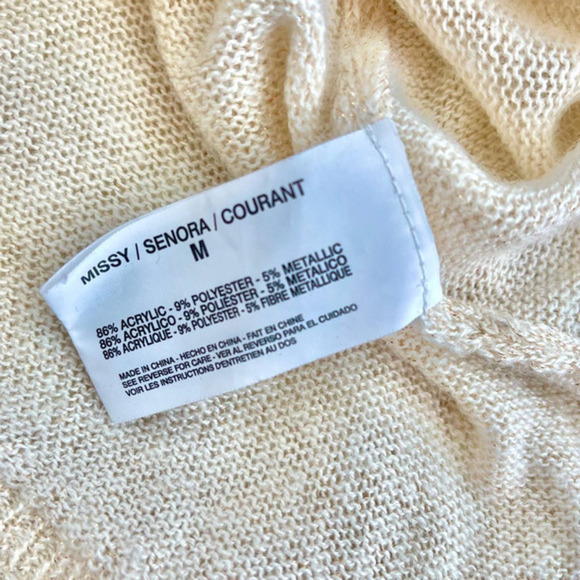 MISSY / SENORA / COURANT
M
86% ACRYLIC - 9% POLYESTER - 5% METALLIC
86% ACRYLICO - 9% POLIÉSTER - 5% METALICO
86% ACRYLIQUE - 9% POLYESTER - 5% FIBRE METALLIQUE
MADE IN CHINA - HECHO EN CHINA - FAIT EN CHINE
SEE REVERSE FOR CARE - VER AL REVERSO PARA EL CUIDADO
VOIR LES INSTRUCTIONS D'ENTRETIEN AU DOS